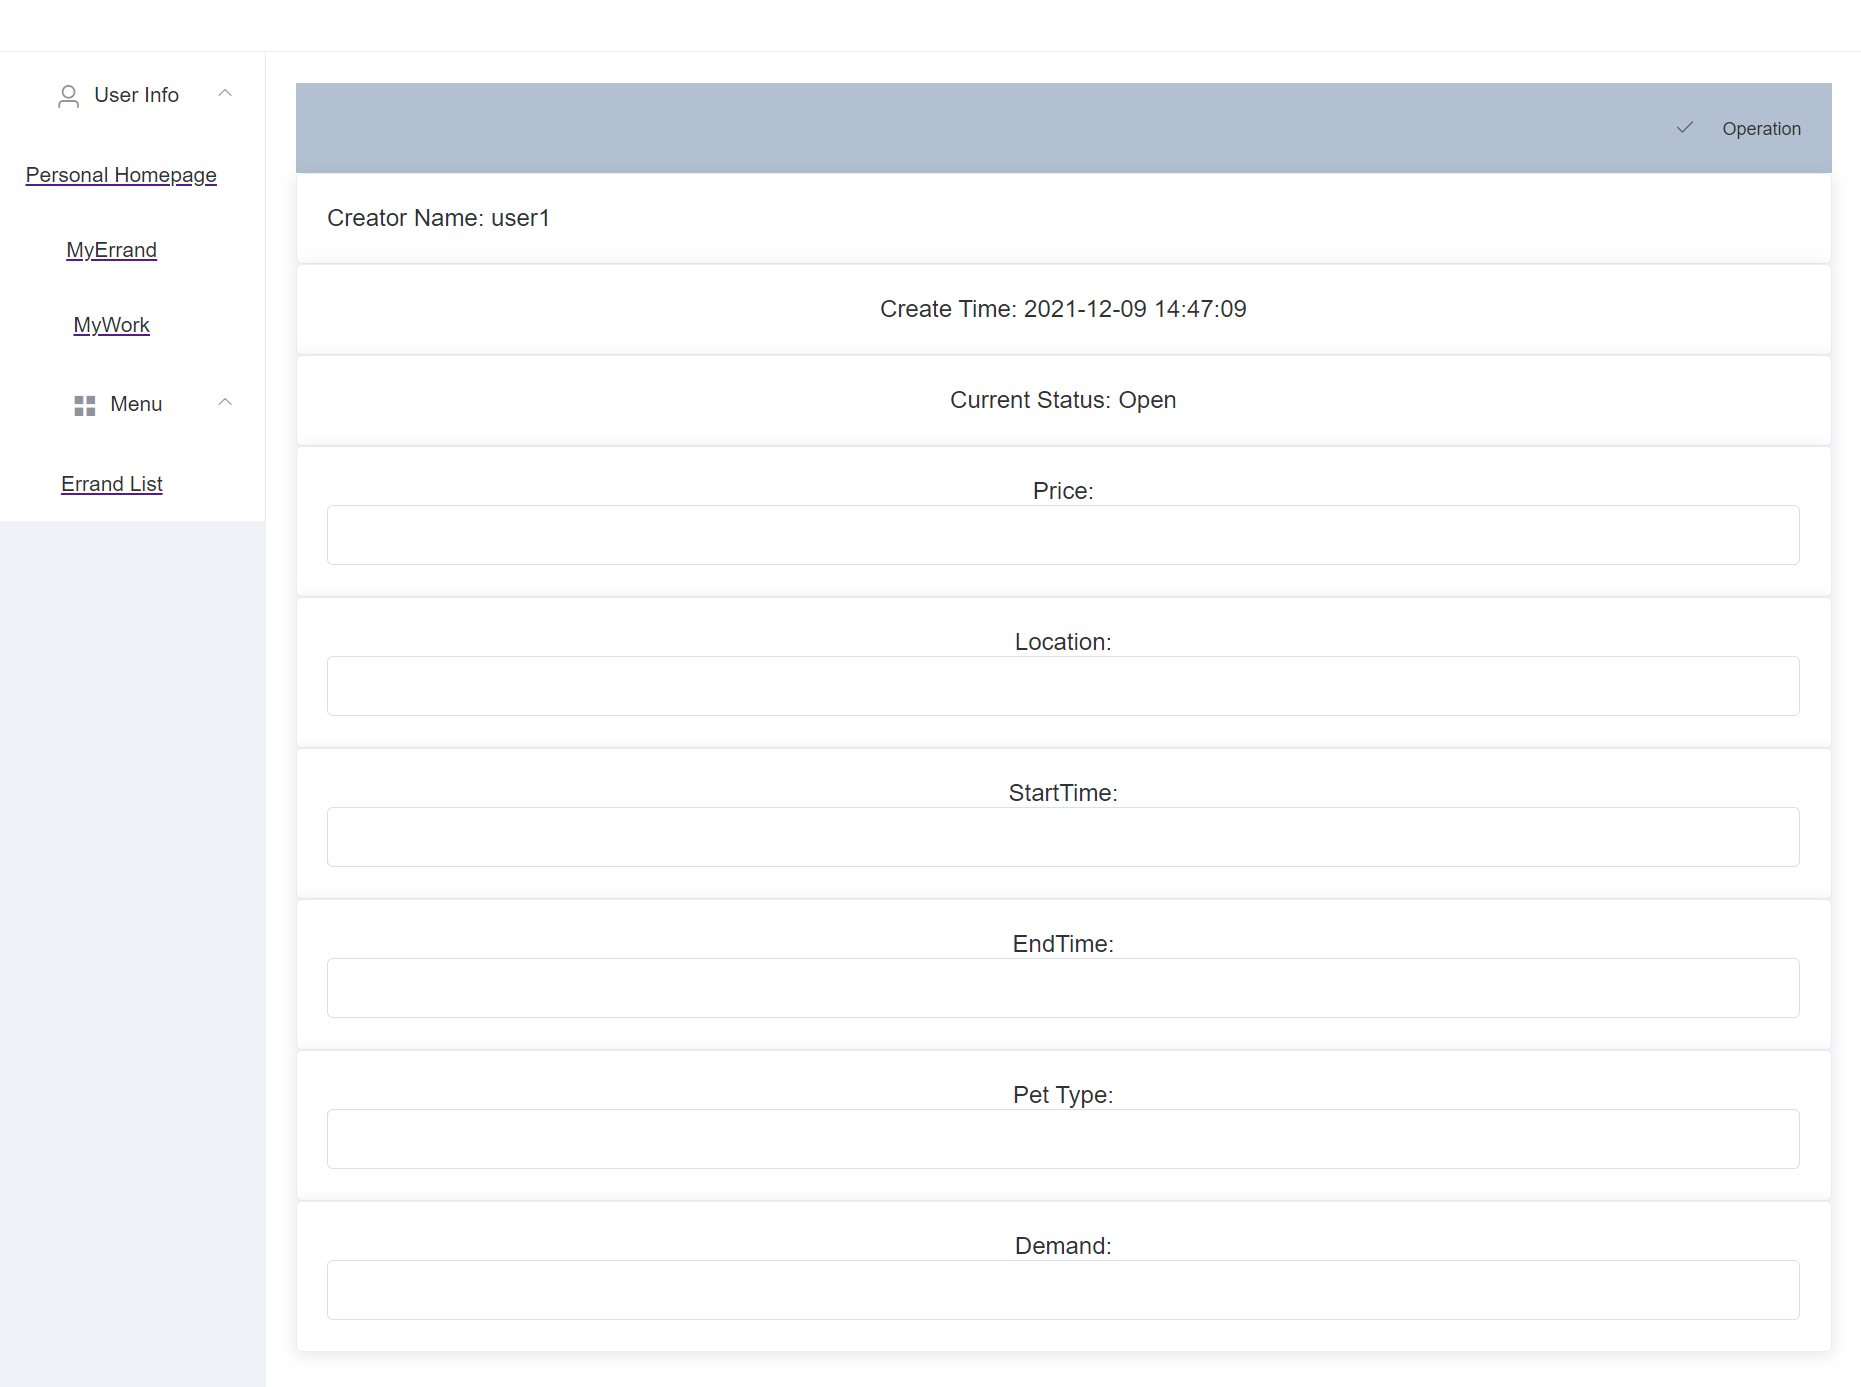 User Info
Personal Homepage
MyErrand
MyWork
Menu
Errand List
Operation
Creator Name: user1
Create Time: 2021-12-09 14:47:09
Current Status: Open
Price:
Location:
StartTime:
EndTime:
Pet Type:
Demand: